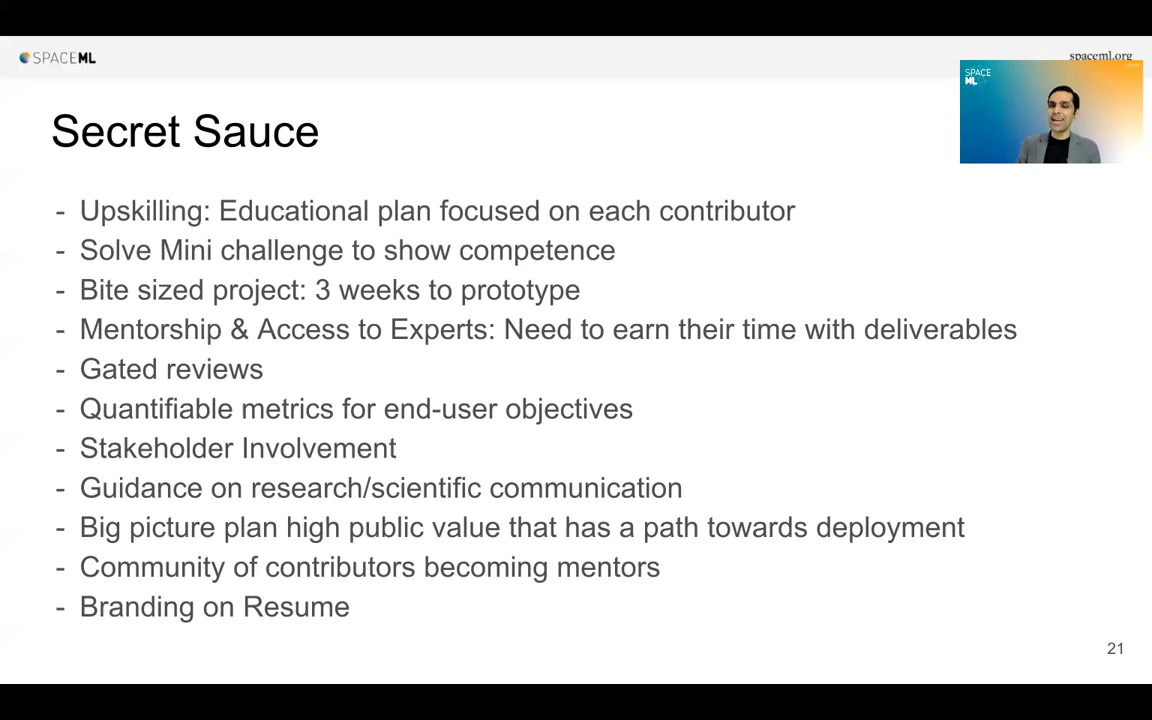 SPACEML
spaceml.org
SPACE
ML
Secret Sauce
- Upskilling: Educational plan focused on each contributor
- Solve Mini challenge to show competence
- Bite sized project: 3 weeks to prototype
- Mentorship & Access to Experts: Need to earn their time with deliverables
- Gated reviews
- Quantifiable metrics for end-user objectives
- Stakeholder Involvement
- Guidance on research/scientific communication
- Big picture plan high public value that has a path towards deployment
- Community of contributors becoming mentors
- Branding on Resume
21